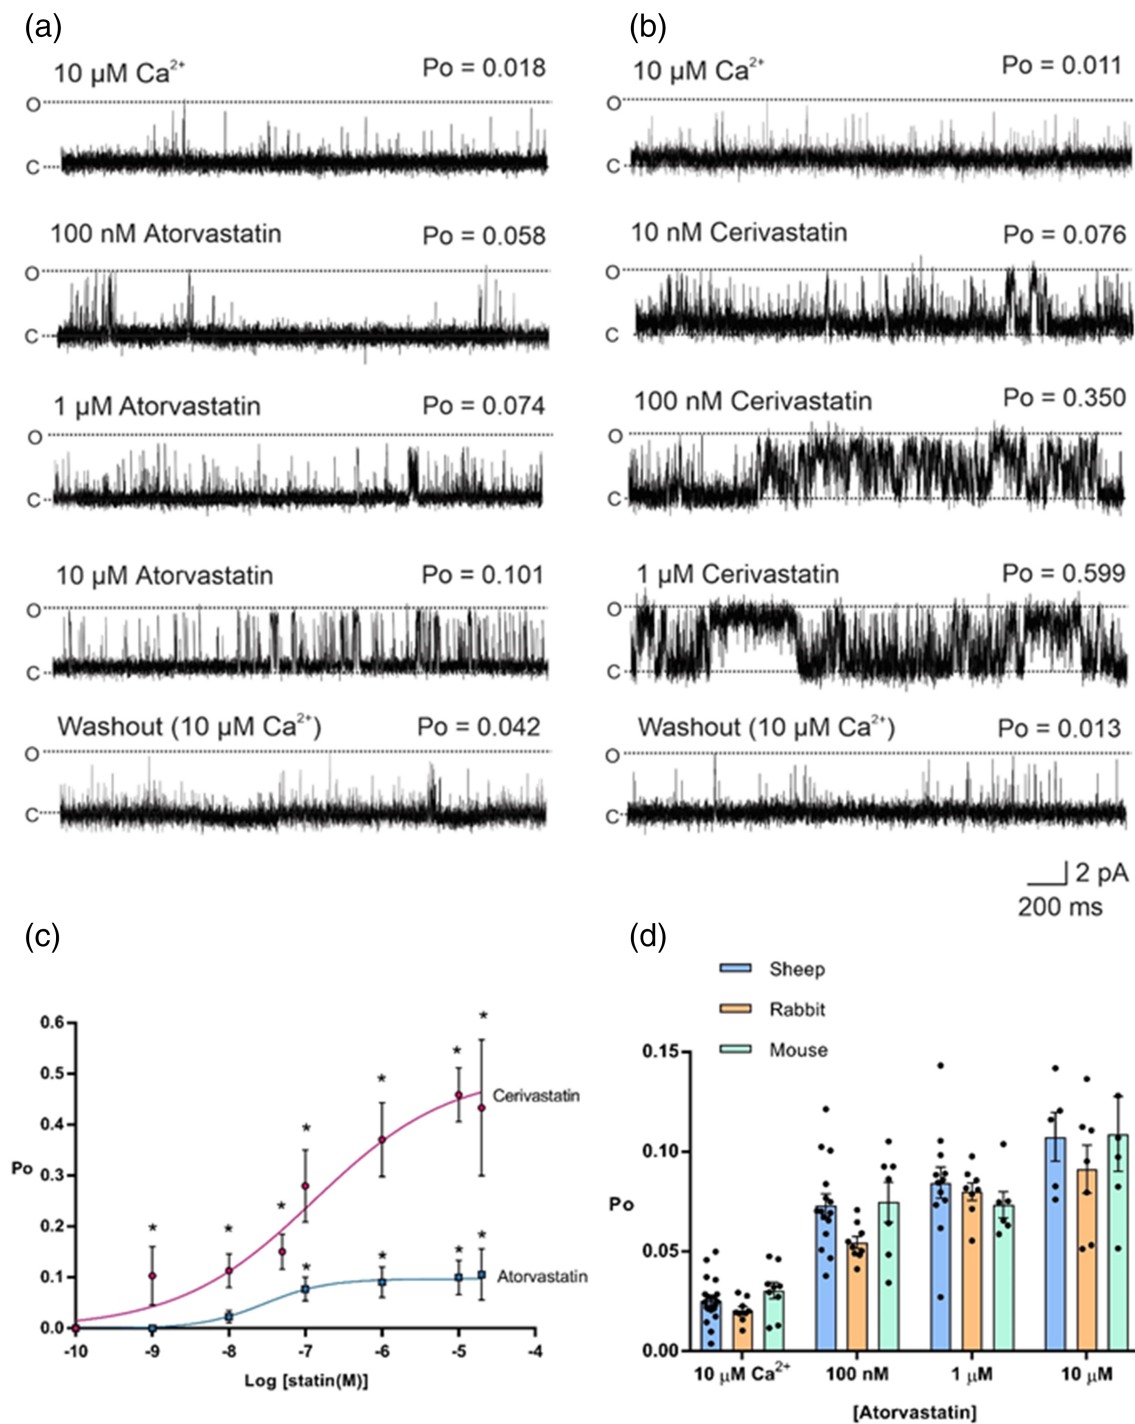 (a)
10 µM Ca²⁺ Po = 0.018
O
C
100 nM Atorvastatin Po = 0.058
O
C
1 µM Atorvastatin Po = 0.074
O
C
10 µM Atorvastatin Po = 0.101
O
C
Washout (10 µM Ca²⁺) Po = 0.042
O
C
(b)
10 µM Ca²⁺ Po = 0.011
O
C
10 nM Cerivastatin Po = 0.076
O
C
100 nM Cerivastatin Po = 0.350
O
C
1 µM Cerivastatin Po = 0.599
O
C
Washout (10 µM Ca²⁺) Po = 0.013
O
C
2 pA
200 ms
(c)
0.6
0.5
0.4
0.3
0.2
0.1
0.0
Po
* * * * * * *
Cerivastatin
* * * *
Atorvastatin
-10 -9 -8 -7 -6 -5 -4
Log [statin(M)]
(d)
Sheep
Rabbit
Mouse
0.15
0.10
0.05
0.00
Po
10 µM Ca²⁺ 100 nM 1 µM 10 µM
[Atorvastatin]